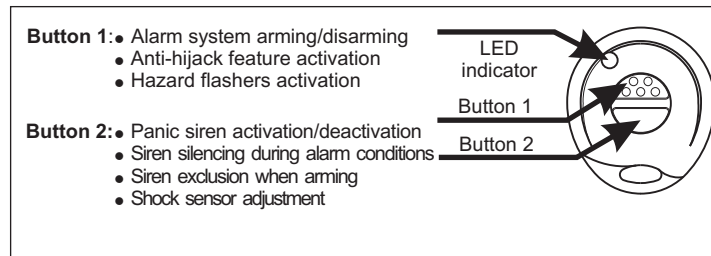 Button 1:● Alarm system arming/disarming
● Anti-hijack feature activation
● Hazard flashers activation
Button 2:● Panic siren activation/deactivation
● Siren silencing during alarm conditions
● Siren exclusion when arming
● Shock sensor adjustment
LED
indicator
Button 1
Button 2